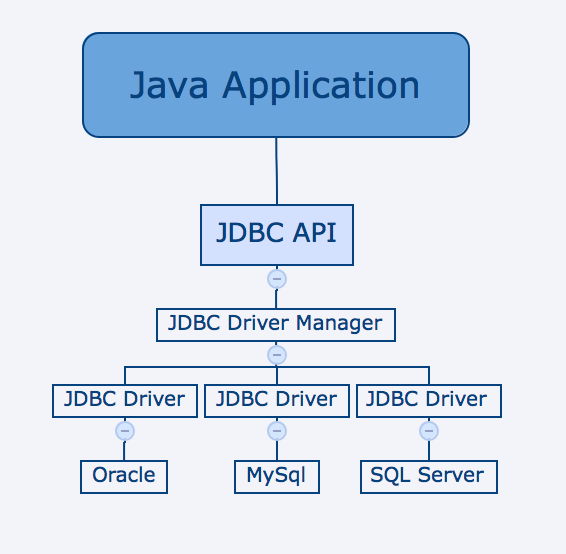 Java Application
JDBC API
JDBC Driver Manager
JDBC Driver
JDBC Driver
JDBC Driver
Oracle
MySql
SQL Server